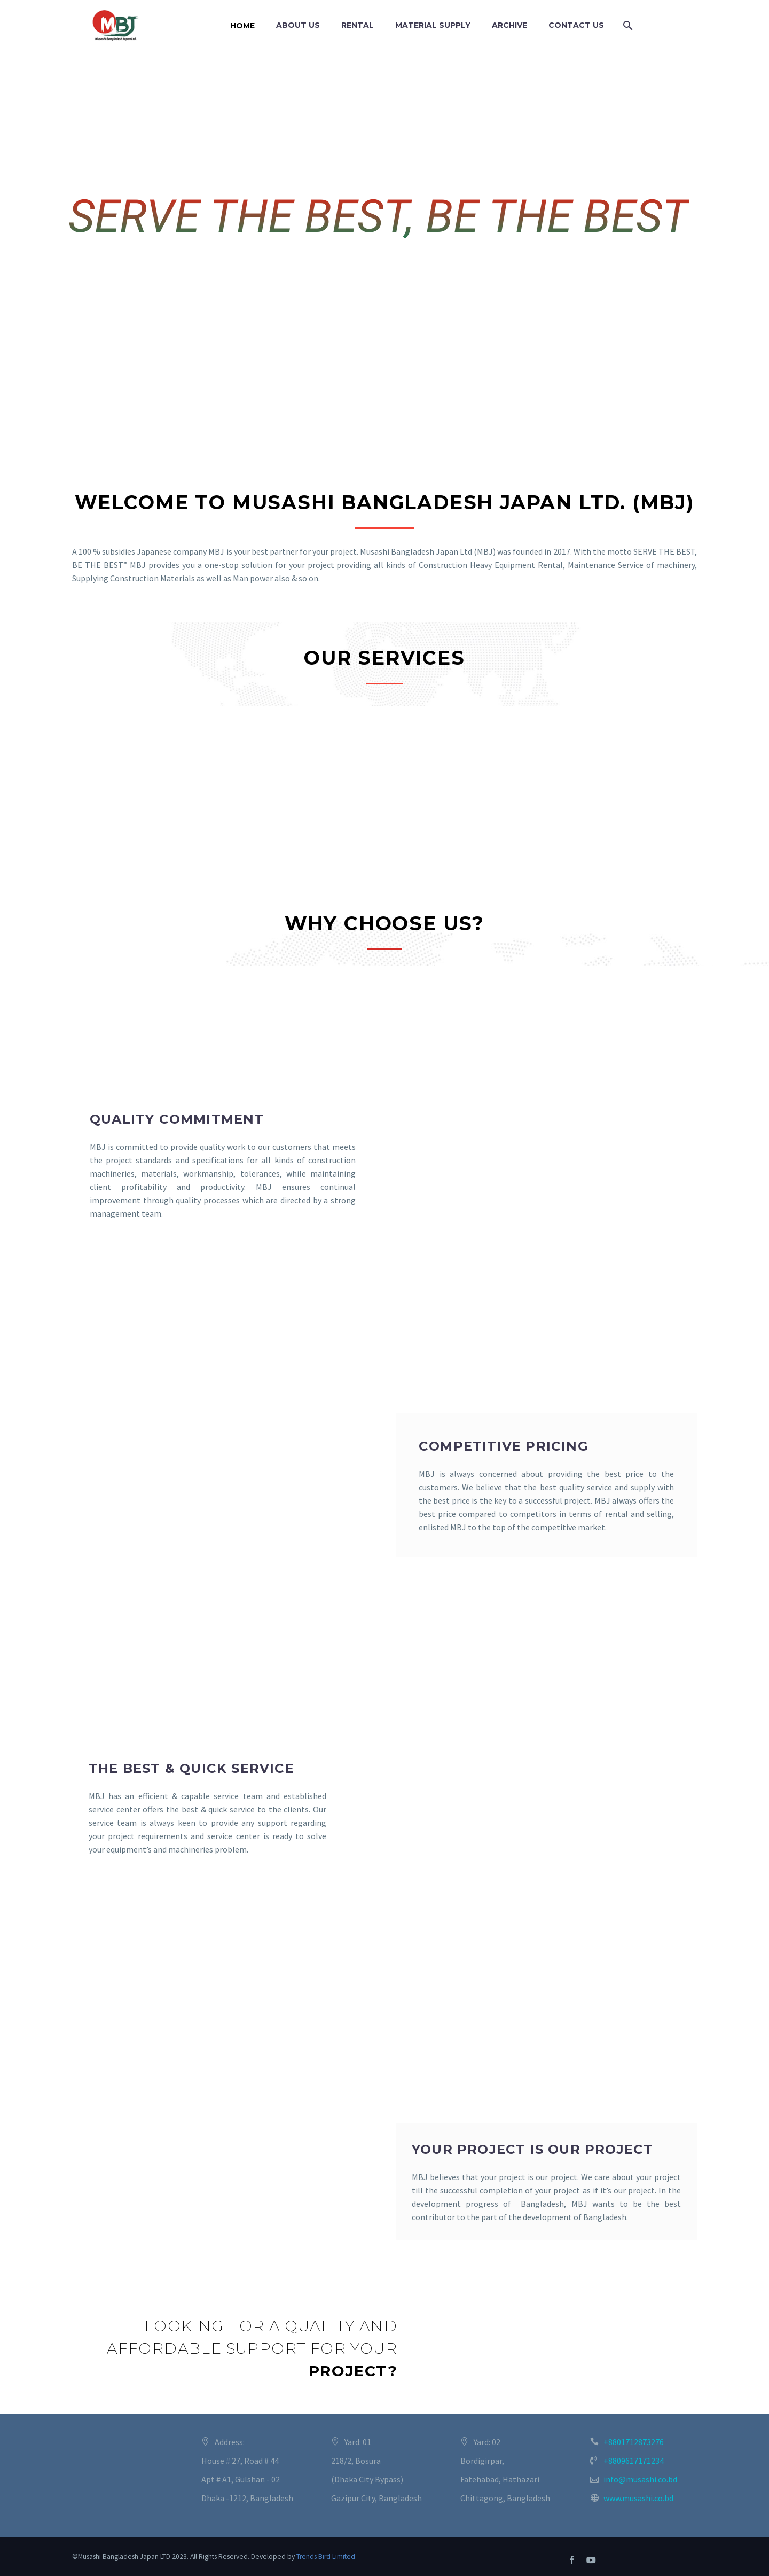 MBJ
Musashi Bangladesh Japan Ltd.
HOME
ABOUT US
RENTAL
MATERIAL SUPPLY
ARCHIVE
CONTACT US
SERVE THE BEST, BE THE BEST
WELCOME TO MUSASHI BANGLADESH JAPAN LTD. (MBJ)
A 100 % subsidies Japanese company MBJ is your best partner for your project. Musashi Bangladesh Japan Ltd (MBJ) was founded in 2017. With the motto SERVE THE BEST,
BE THE BEST” MBJ provides you a one-stop solution for your project providing all kinds of Construction Heavy Equipment Rental, Maintenance Service of machinery,
Supplying Construction Materials as well as Man power also & so on.
OUR SERVICES
WHY CHOOSE US?
QUALITY COMMITMENT
MBJ is committed to provide quality work to our customers that meets
the project standards and specifications for all kinds of construction
machineries, materials, workmanship, tolerances, while maintaining
client profitability and productivity. MBJ ensures continual
improvement through quality processes which are directed by a strong
management team.
COMPETITIVE PRICING
MBJ is always concerned about providing the best price to the
customers. We believe that the best quality service and supply with
the best price is the key to a successful project. MBJ always offers the
best price compared to competitors in terms of rental and selling,
enlisted MBJ to the top of the competitive market.
THE BEST & QUICK SERVICE
MBJ has an efficient & capable service team and established
service center offers the best & quick service to the clients. Our
service team is always keen to provide any support regarding
your project requirements and service center is ready to solve
your equipment’s and machineries problem.
YOUR PROJECT IS OUR PROJECT
MBJ believes that your project is our project. We care about your project
till the successful completion of your project as if it’s our project. In the
development progress of Bangladesh, MBJ wants to be the best
contributor to the part of the development of Bangladesh.
LOOKING FOR A QUALITY AND
AFFORDABLE SUPPORT FOR YOUR
PROJECT?
Address:
House # 27, Road # 44
Apt # A1, Gulshan - 02
Dhaka -1212, Bangladesh
Yard: 01
218/2, Bosura
(Dhaka City Bypass)
Gazipur City, Bangladesh
Yard: 02
Bordigirpar,
Fatehabad, Hathazari
Chittagong, Bangladesh
+8801712873276
+8809617171234
info@musashi.co.bd
www.musashi.co.bd
©Musashi Bangladesh Japan LTD 2023. All Rights Reserved. Developed by Trends Bird Limited